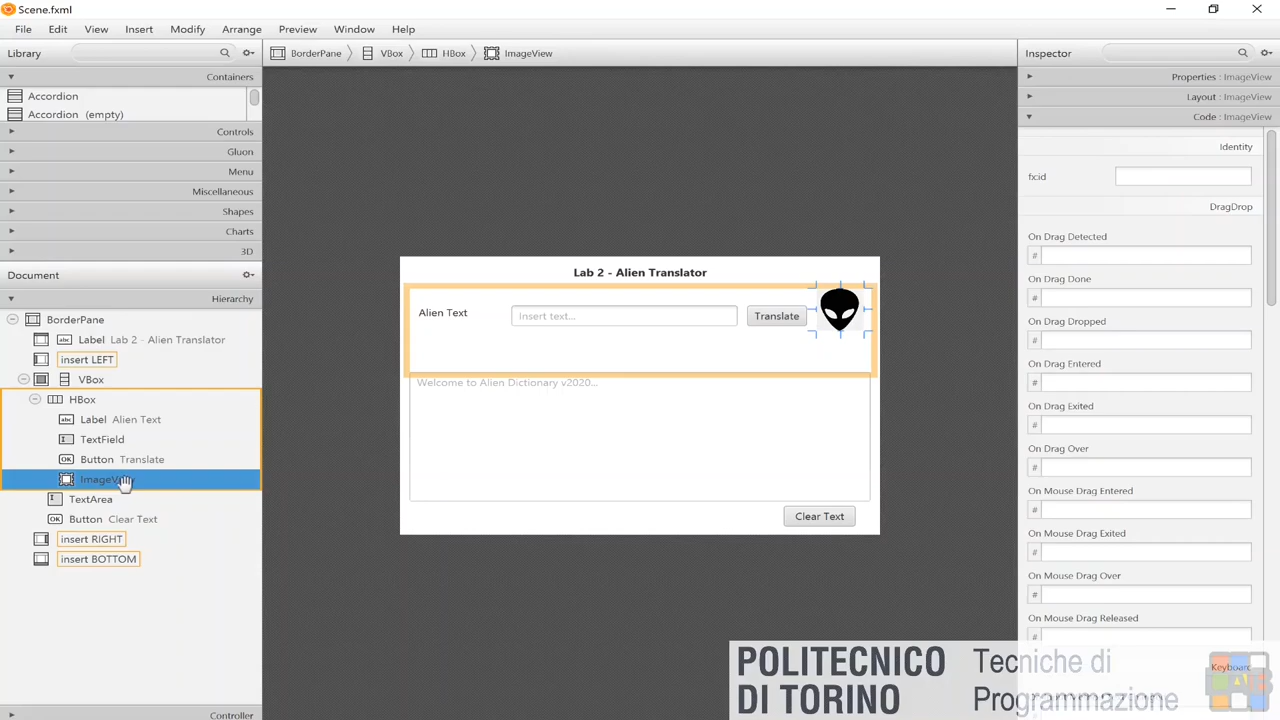 Scene.fxml
File Edit View Insert Modify Arrange Preview Window Help
Library
BorderPane VBox HBox ImageView
Inspector
Containers
Accordion
Accordion (empty)
Controls
Gluon
Menu
Miscellaneous
Shapes
Charts
3D
Document
Hierarchy
BorderPane
Label Lab 2 - Alien Translator
insert LEFT
VBox
HBox
Label Alien Text
TextField
Button Translate
TextArea
Button Clear Text
insert RIGHT
insert BOTTOM
Controller
Lab 2 - Alien Translator
Alien Text
Insert text...
Translate
Welcome to Alien Dictionary v2020...
Clear Text
Properties : ImageView
Layout : ImageView
Code : ImageView
Identity
fx:id
DragDrop
On Drag Detected
#
On Drag Done
#
On Drag Dropped
#
On Drag Entered
#
On Drag Exited
#
On Drag Over
#
On Mouse Drag Entered
#
On Mouse Drag Exited
#
On Mouse Drag Over
#
On Mouse Drag Released
#
Keyboard
POLITECNICO
DI TORINO
Tecniche di
Programmazione